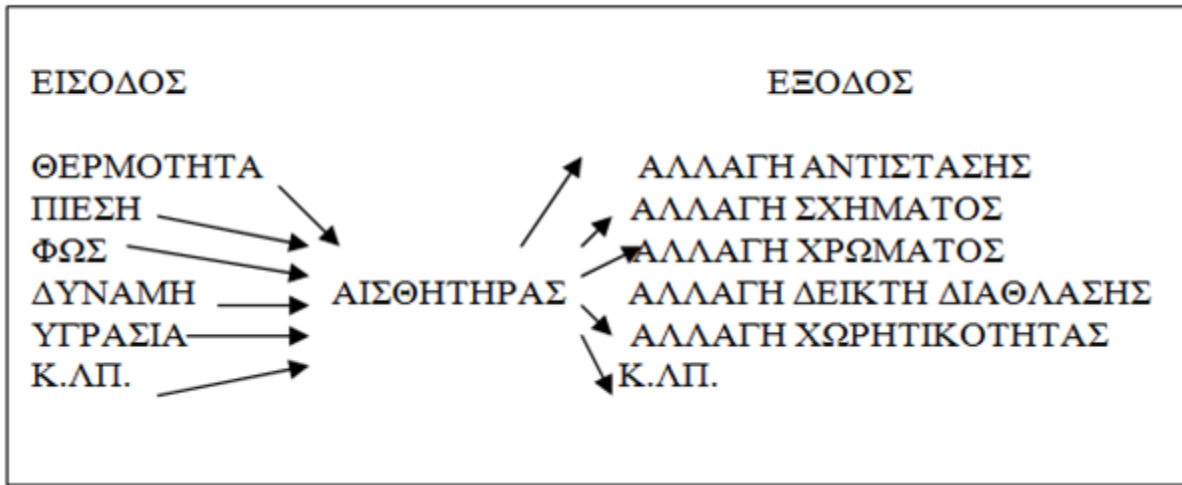 ΕΙΣΟΔΟΣ ΕΞΟΔΟΣ
ΘΕΡΜΟΤΗΤΑ ΑΛΛΑΓΗ ΑΝΤΙΣΤΑΣΗΣ
ΠΙΕΣΗ ΑΛΛΑΓΗ ΣΧΗΜΑΤΟΣ
ΦΩΣ ΑΛΛΑΓΗ ΧΡΩΜΑΤΟΣ
ΔΥΝΑΜΗ ΑΙΣΘΗΤΗΡΑΣ ΑΛΛΑΓΗ ΔΕΙΚΤΗ ΔΙΑΘΛΑΣΗΣ
ΥΓΡΑΣΙΑ ΑΛΛΑΓΗ ΧΩΡΗΤΙΚΟΤΗΤΑΣ
Κ.ΛΠ. Κ.ΛΠ.